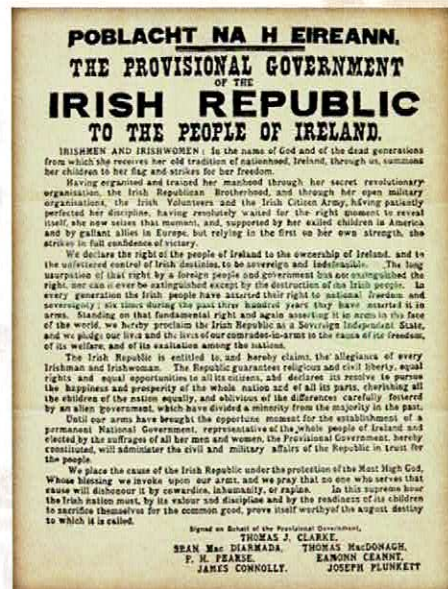 POBLACHT NA H EIREANN.
THE PROVISIONAL GOVERNMENT
OF THE
IRISH REPUBLIC
TO THE PEOPLE OF IRELAND.
IRISHMEN AND IRISHWOMEN : In the name of God and of the dead generations
from which she receives her old tradition of nationhood, Ireland, through us, summons
her children to her flag and strikes for her freedom.
Having organised and trained her manhood through her secret revolutionary
organisation, the Irish Republican Brotherhood, and through her open military
organisations, the Irish Volunteers and the Irish Citizen Army, having patiently
perfected her discipline, having resolutely waited for the right moment to reveal
itself, she now seizes that moment, and, supported by her exiled children in America
and by gallant allies in Europe, but relying in the first on her own strength, she
strikes in full confidence of victory.
We declare the right of the people of Ireland to the ownership of Ireland, and to
the unfettered control of Irish destinies, to be sovereign and indefeasible. The long
usurpation of that right by a foreign people and government has not extinguished the
right, nor can it ever be extinguished except by the destruction of the Irish people. In
every generation the Irish people have asserted their right to national freedom and
sovereignty ; six times during the past three hundred years they have asserted it in
arms. Standing on that fundamental right and again asserting it in arms in the face
of the world, we hereby proclaim the Irish Republic as a Sovereign Independent State,
and we pledge our lives and the lives of our comrades-in-arms to the cause of its freedom,
of its welfare, and of its exaltation among the nations.
The Irish Republic is entitled to, and hereby claims, the allegiance of every
Irishman and Irishwoman. The Republic guarantees religious and civil liberty, equal
rights and equal opportunities to all its citizens, and declares its resolve to pursue
the happiness and prosperity of the whole nation and of all its parts, cherishing all
the children of the nation equally, and oblivious of the differences carefully fostered
by an alien government, which have divided a minority from the majority in the past.
Until our arms have brought the opportune moment for the establishment of a
permanent National Government, representative of the whole people of Ireland and
elected by the suffrages of all her men and women, the Provisional Government, hereby
constituted, will administer the civil and military affairs of the Republic in trust for
the people.
We place the cause of the Irish Republic under the protection of the Most High God,
Whose blessing we invoke upon our arms, and we pray that no one who serves that
cause will dishonour it by cowardice, inhumanity, or rapine. In this supreme hour
the Irish nation must, by its valour and discipline and by the readiness of its children
to sacrifice themselves for the common good, prove itself worthy of the august destiny
to which it is called.
Signed on Behalf of the Provisional Government,
THOMAS J. CLARKE,
SEAN Mac DIARMADA, THOMAS MacDONAGH,
P. H. PEARSE, EAMONN CEANNT,
JAMES CONNOLLY, JOSEPH PLUNKETT